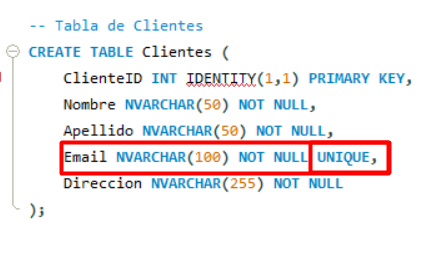 -- Tabla de Clientes
CREATE TABLE Clientes (
ClienteID INT IDENTITY(1,1) PRIMARY KEY,
Nombre NVARCHAR(50) NOT NULL,
Apellido NVARCHAR(50) NOT NULL,
Email NVARCHAR(100) NOT NULL UNIQUE,
Direccion NVARCHAR(255) NOT NULL
);